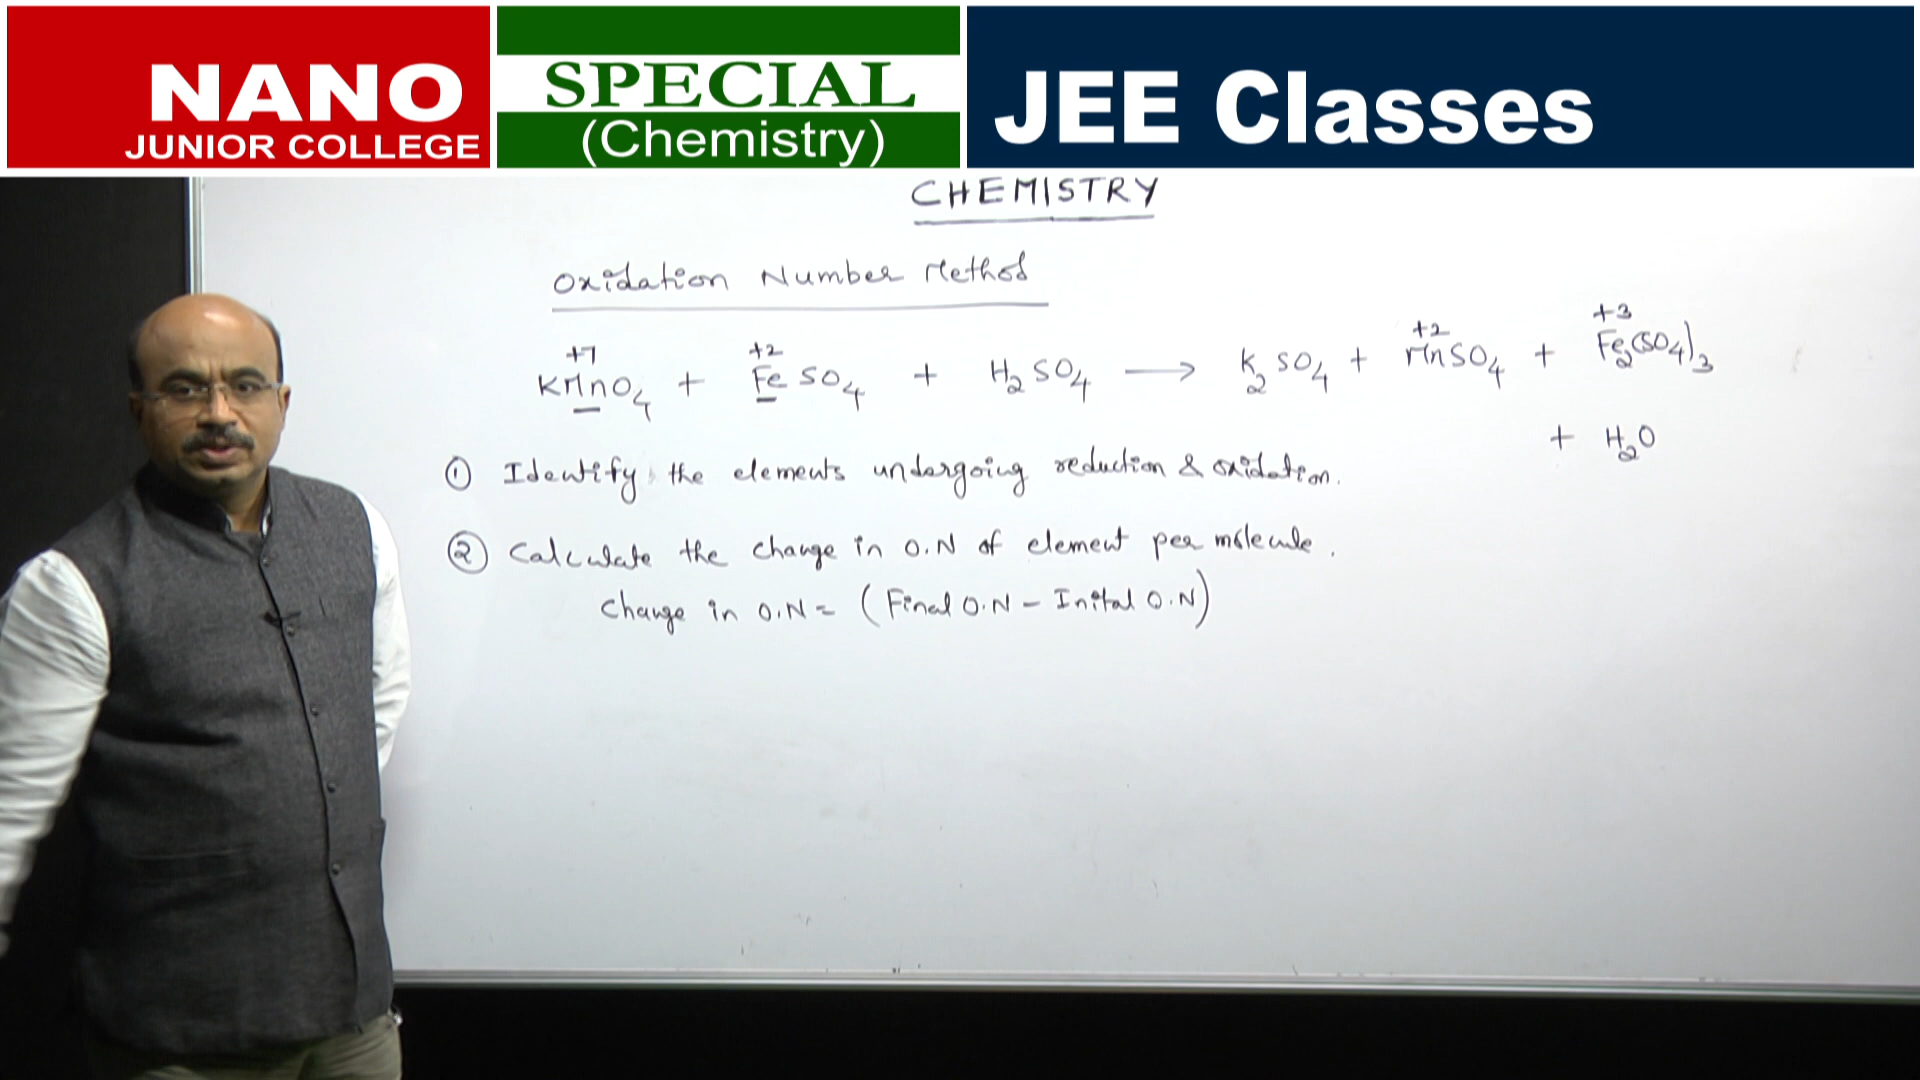 NANO
JUNIOR COLLEGE
SPECIAL
(Chemistry)
JEE Classes
CHEMISTRY
Oxidation Number Method
+7 +2 +2 +3
KMnO4 + FeSO4 + H2SO4 → K2SO4 + MnSO4 + Fe2(SO4)3
+ H2O
① Identify the elements undergoing reduction & oxidation.
② Calculate the change in O.N of element per molecule.
Change in O.N = (Final O.N - Inital O.N)